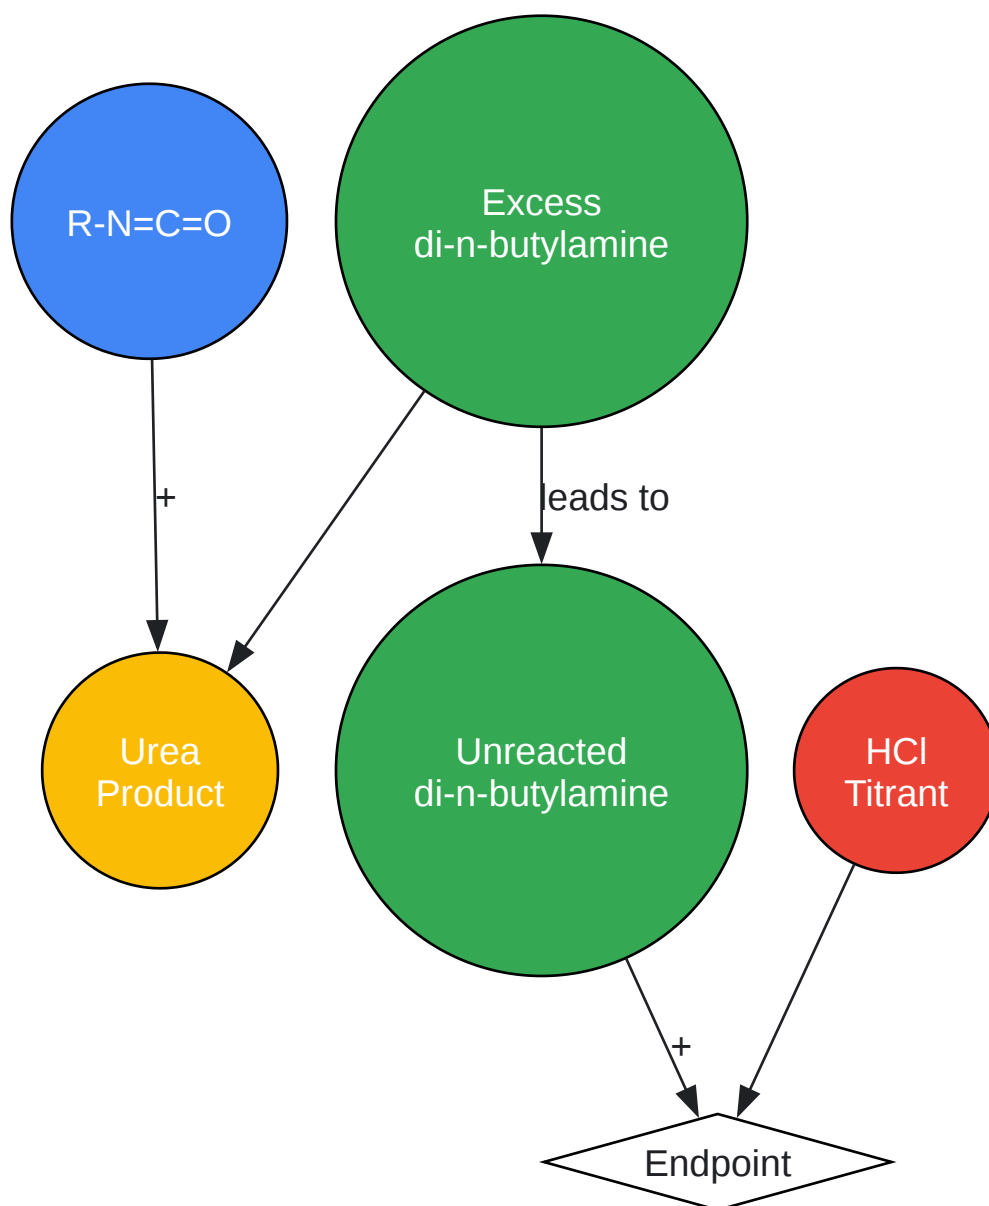 R-N=C=O
Excess
di-n-butylamine
+
leads to
Urea
Product
Unreacted
di-n-butylamine
HCl
Titrant
+
Endpoint